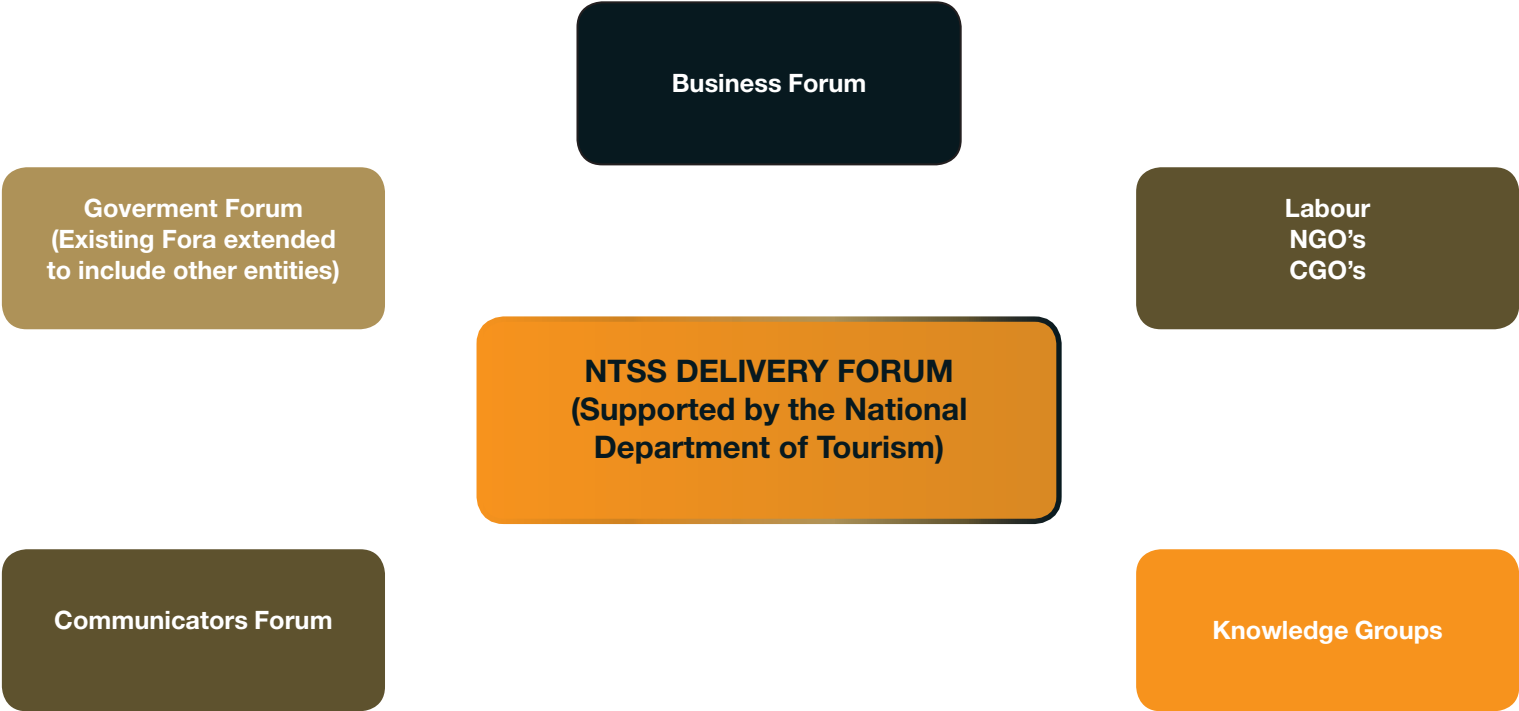 Business Forum
Goverment Forum
(Existing Fora extended
to include other entities)
Labour
NGO’s
CGO’s
NTSS DELIVERY FORUM
(Supported by the National
Department of Tourism)
Communicators Forum
Knowledge Groups